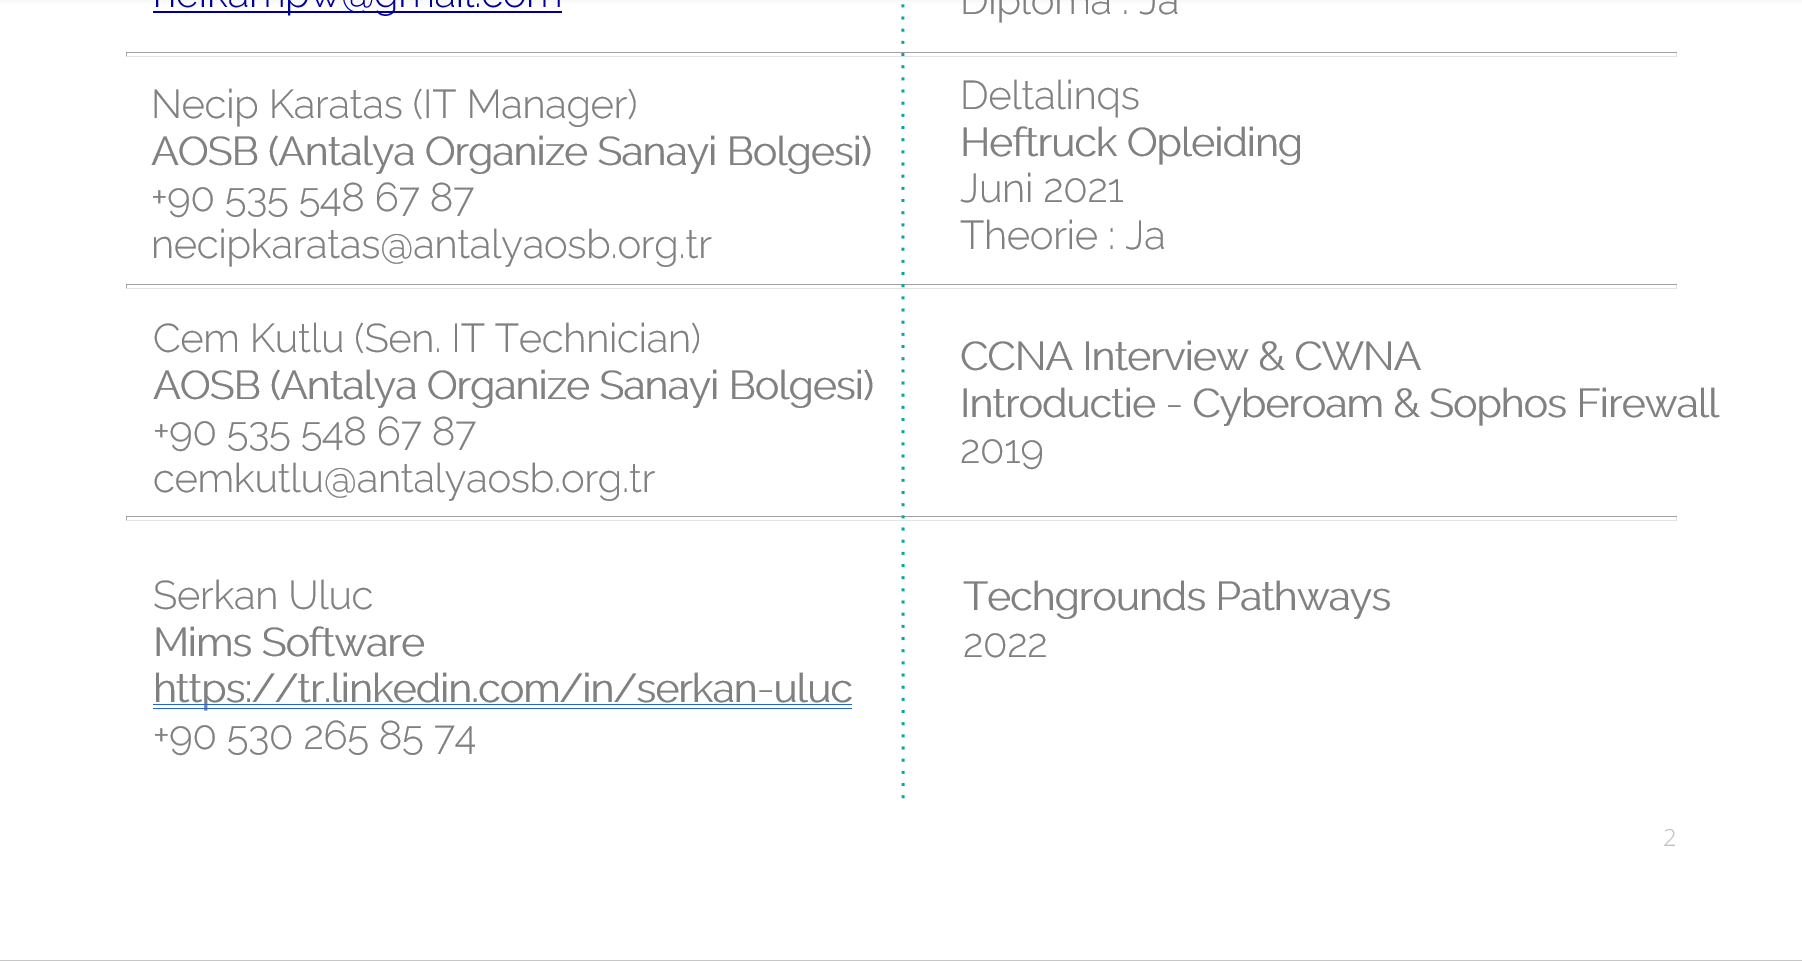 Diploma : Ja
Necip Karatas (IT Manager)
AOSB (Antalya Organize Sanayi Bolgesi)
+90 535 548 67 87
necipkaratas@antalyaosb.org.tr
Deltalinqs
Heftruck Opleiding
Juni 2021
Theorie : Ja
Cem Kutlu (Sen. IT Technician)
AOSB (Antalya Organize Sanayi Bolgesi)
+90 535 548 67 87
cemkutlu@antalyaosb.org.tr
CCNA Interview & CWNA
Introductie - Cyberoam & Sophos Firewall
2019
Serkan Uluc
Mims Software
https://tr.linkedin.com/in/serkan-uluc
+90 530 265 85 74
Techgrounds Pathways
2022
2